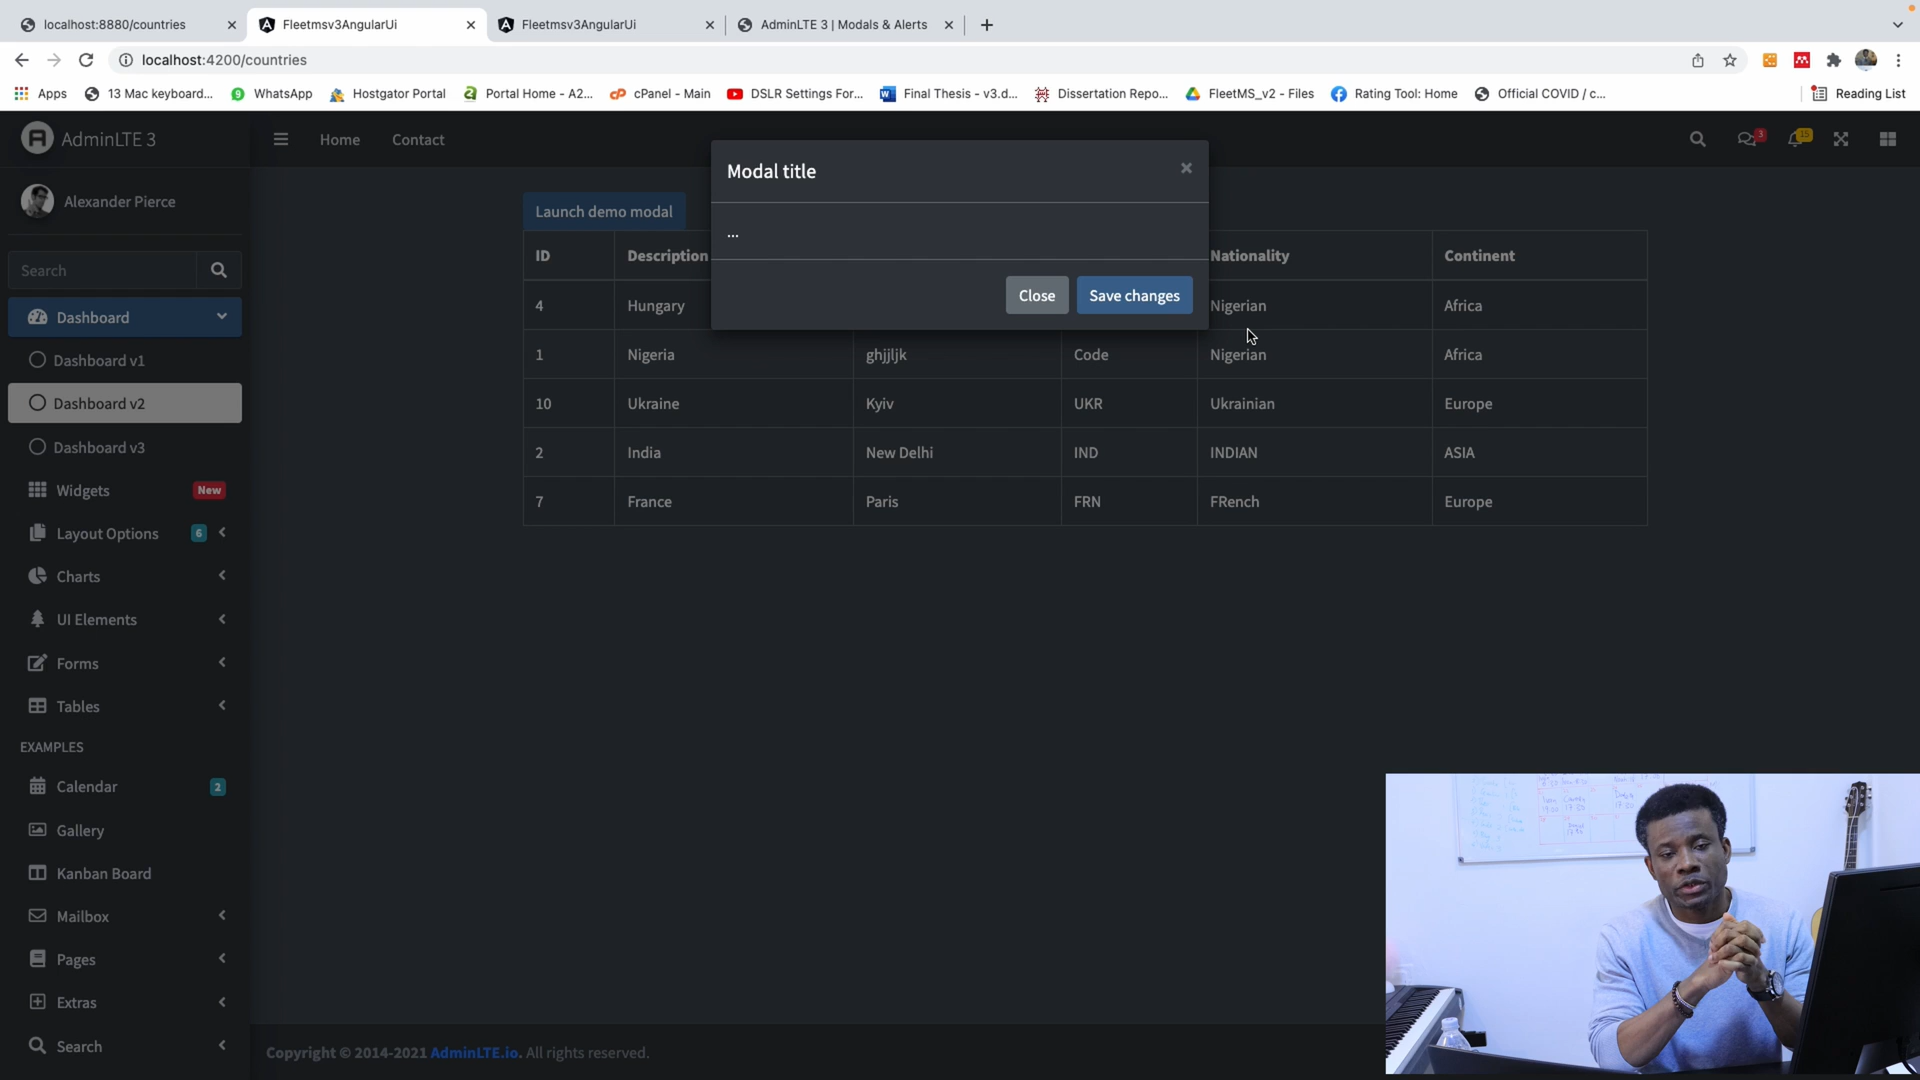 localhost:8880/countries
Fleetmsv3AngularUi
Fleetmsv3AngularUi
AdminLTE 3 | Modals & Alerts
localhost:4200/countries
Apps
13 Mac keyboard...
WhatsApp
Hostgator Portal
Portal Home - A2...
cPanel - Main
DSLR Settings For...
Final Thesis - v3.d...
Dissertation Repo...
FleetMS_v2 - Files
Rating Tool: Home
Official COVID / c...
Reading List
AdminLTE 3
Home
Contact
3
15
Alexander Pierce
Search
Dashboard
Dashboard v1
Dashboard v2
Dashboard v3
Widgets New
Layout Options 6
Charts
UI Elements
Forms
Tables
EXAMPLES
Calendar 2
Gallery
Kanban Board
Mailbox
Pages
Extras
Search
Modal title
...
Close
Save changes
Launch demo modal
ID Description Nationality Continent
4 Hungary Nigerian Africa
1 Nigeria ghjjljk Code Nigerian Africa
10 Ukraine Kyiv UKR Ukrainian Europe
2 India New Delhi IND INDIAN ASIA
7 France Paris FRN FRench Europe
Copyright © 2014-2021 AdminLTE.io. All rights reserved.